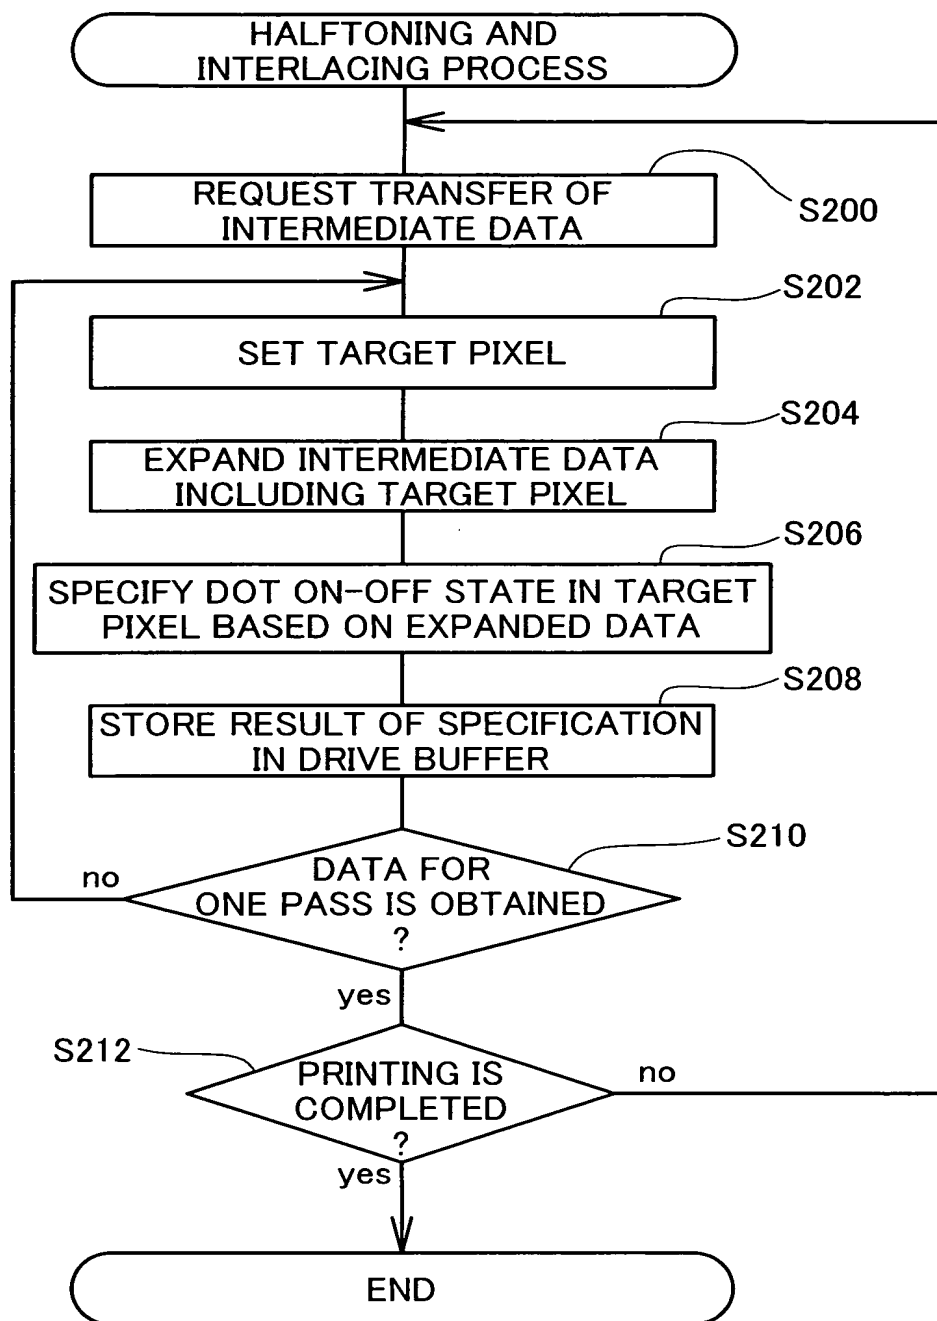 HALFTONING AND
INTERLACING PROCESS
REQUEST TRANSFER OF
INTERMEDIATE DATA
S200
S202
SET TARGET PIXEL
S204
EXPAND INTERMEDIATE DATA
INCLUDING TARGET PIXEL
S206
SPECIFY DOT ON-OFF STATE IN TARGET
PIXEL BASED ON EXPANDED DATA
S208
STORE RESULT OF SPECIFICATION
IN DRIVE BUFFER
S210
DATA FOR
no
ONE PASS IS OBTAINED
?
yes
S212
PRINTING IS
no
COMPLETED
?
yes
END